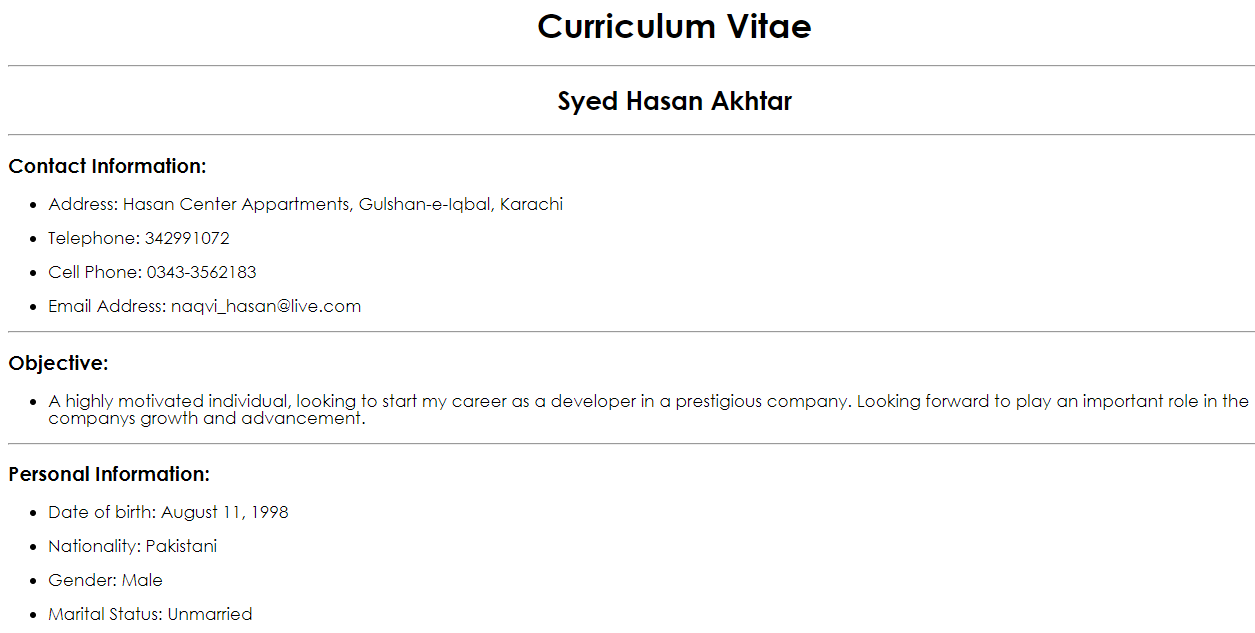 Curriculum Vitae
Syed Hasan Akhtar
Contact Information:
Address: Hasan Center Appartments, Gulshan-e-Iqbal, Karachi
Telephone: 342991072
Cell Phone: 0343-3562183
Email Address: naqvi_hasan@live.com
Objective:
A highly motivated individual, looking to start my career as a developer in a prestigious company. Looking forward to play an important role in the
companys growth and advancement.
Personal Information:
Date of birth: August 11, 1998
Nationality: Pakistani
Gender: Male
Marital Status: Unmarried